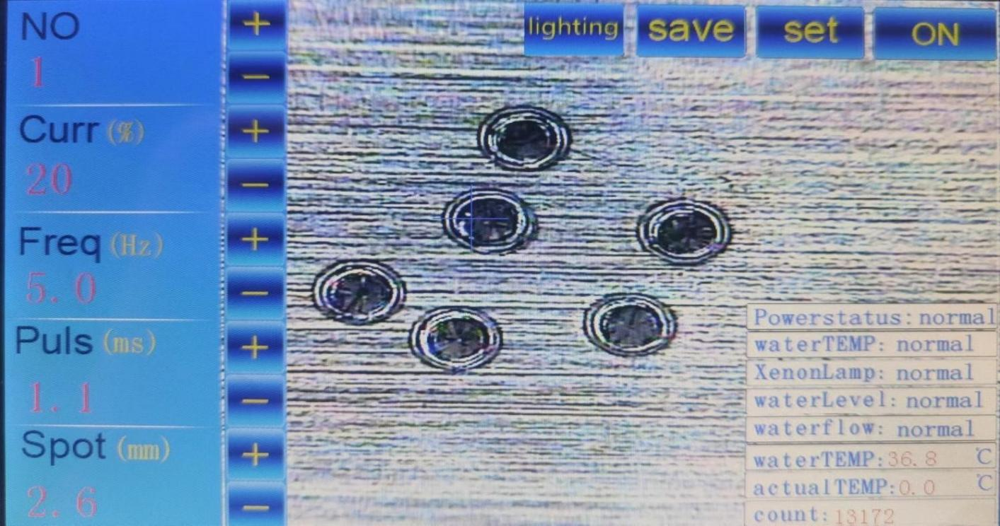 NO
1
Curr (%)
20
Freq (Hz)
5.0
Puls (ms)
1.1
Spot (mm)
2.6
+
−
+
−
+
−
+
−
+
−
lighting
save
set
ON
Powerstatus: normal
waterTEMP: normal
XenonLamp: normal
waterLevel: normal
waterflow: normal
waterTEMP: 36.8 ℃
actualTEMP: 0.0 ℃
count: 13172